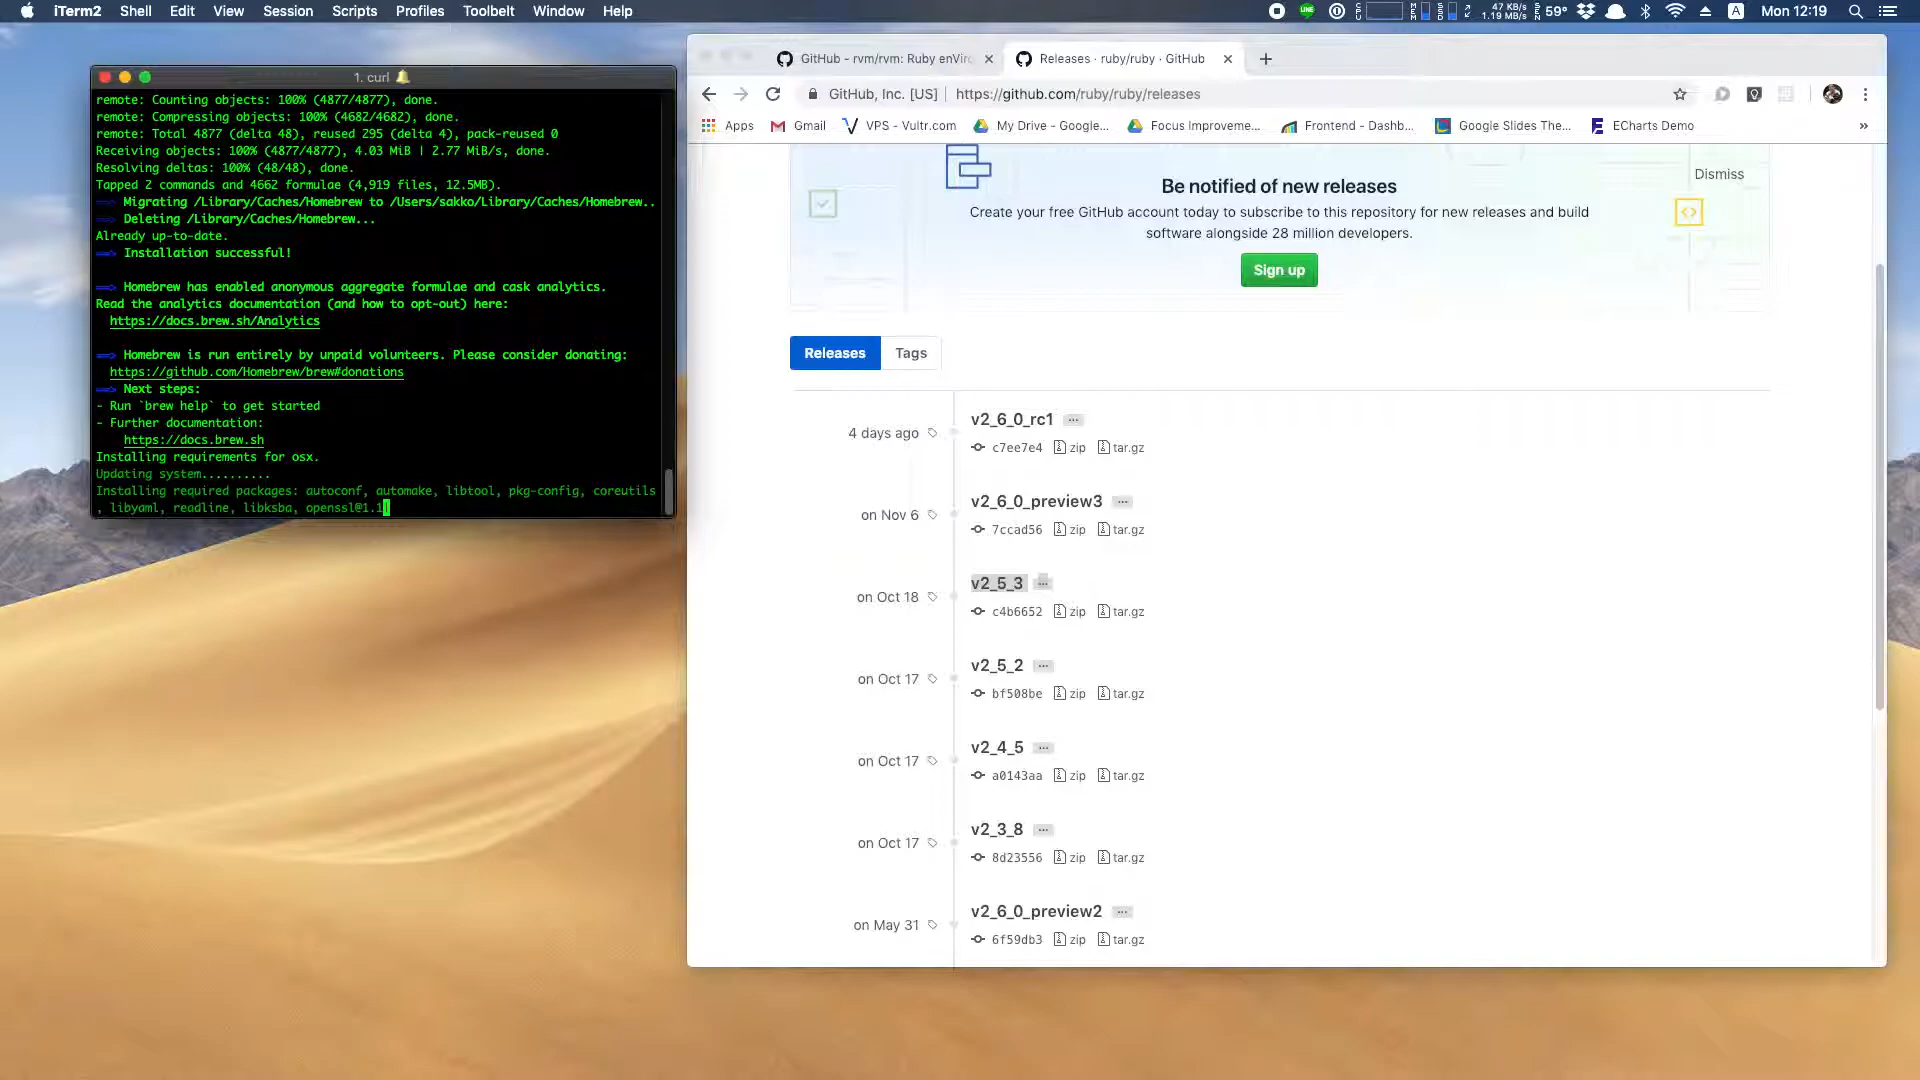 iTerm2 Shell Edit View Session Scripts Profiles Toolbelt Window Help
47 KB/s
1.19 MB/s
59° A Mon 12:19
1. curl
remote: Counting objects: 100% (4877/4877), done.
remote: Compressing objects: 100% (4682/4682), done.
remote: Total 4877 (delta 48), reused 295 (delta 4), pack-reused 0
Receiving objects: 100% (4877/4877), 4.03 MiB | 2.77 MiB/s, done.
Resolving deltas: 100% (48/48), done.
Tapped 2 commands and 4662 formulae (4,919 files, 12.5MB).
==> Migrating /Library/Caches/Homebrew to /Users/sakko/Library/Caches/Homebrew..
==> Deleting /Library/Caches/Homebrew...
Already up-to-date.
==> Installation successful!
==> Homebrew has enabled anonymous aggregate formulae and cask analytics.
Read the analytics documentation (and how to opt-out) here:
https://docs.brew.sh/Analytics
==> Homebrew is run entirely by unpaid volunteers. Please consider donating:
https://github.com/Homebrew/brew#donations
==> Next steps:
- Run `brew help` to get started
- Further documentation:
https://docs.brew.sh
Installing requirements for osx.
Updating system..........
Installing required packages: autoconf, automake, libtool, pkg-config, coreutils
, libyaml, readline, libksba, openssl@1.1
GitHub - rvm/rvm: Ruby enVir
Releases · ruby/ruby · GitHub
GitHub, Inc. [US] | https://github.com/ruby/ruby/releases
Apps Gmail VPS - Vultr.com My Drive - Google... Focus Improveme... Frontend - Dashb... Google Slides The... ECharts Demo »
Be notified of new releases
Dismiss
Create your free GitHub account today to subscribe to this repository for new releases and build
software alongside 28 million developers.
Sign up
Releases Tags
v2_6_0_rc1 ...
4 days ago
c7ee7e4 zip tar.gz
v2_6_0_preview3 ...
on Nov 6
7ccad56 zip tar.gz
v2_5_3 ...
on Oct 18
c4b6652 zip tar.gz
v2_5_2 ...
on Oct 17
bf508be zip tar.gz
v2_4_5 ...
on Oct 17
a0143aa zip tar.gz
v2_3_8 ...
on Oct 17
8d23556 zip tar.gz
v2_6_0_preview2 ...
on May 31
6f59db3 zip tar.gz